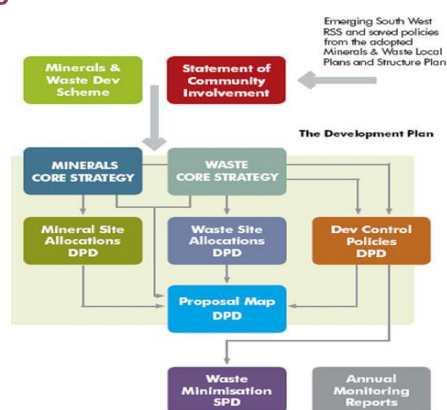 Emerging South West
RSS and saved policies
from the adopted
Minerals & Waste Local
Plans and Structure Plan
Minerals &
Waste Dev
Scheme
Statement of
Community
Involvement
The Development Plan
MINERALS
CORE STRATEGY
WASTE
CORE STRATEGY
Mineral Site
Allocations
DPD
Waste Site
Allocations
DPD
Dev Control
Policies
DPD
Proposal Map
DPD
Waste
Minimisation
SPD
Annual
Monitoring
Reports